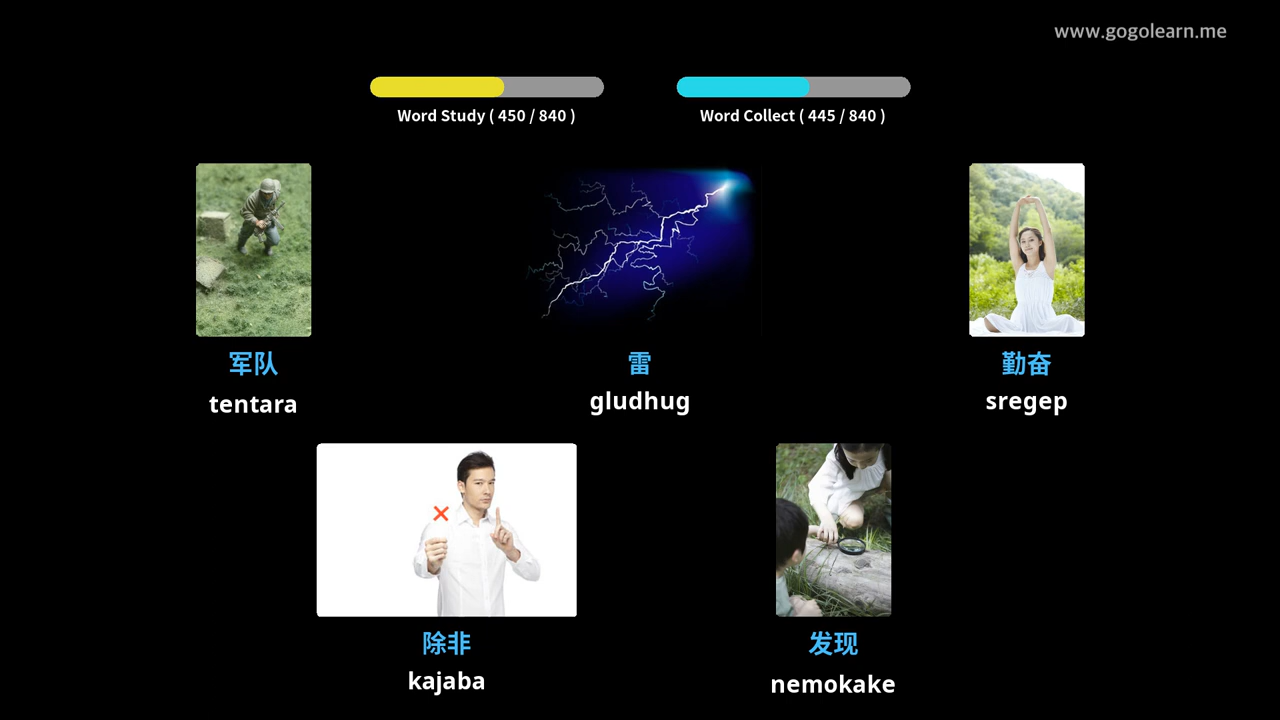 www.gogolearn.me
Word Study ( 450 / 840 )
Word Collect ( 445 / 840 )
军队
tentara
雷
gludhug
勤奋
sregep
除非
kajaba
发现
nemokake